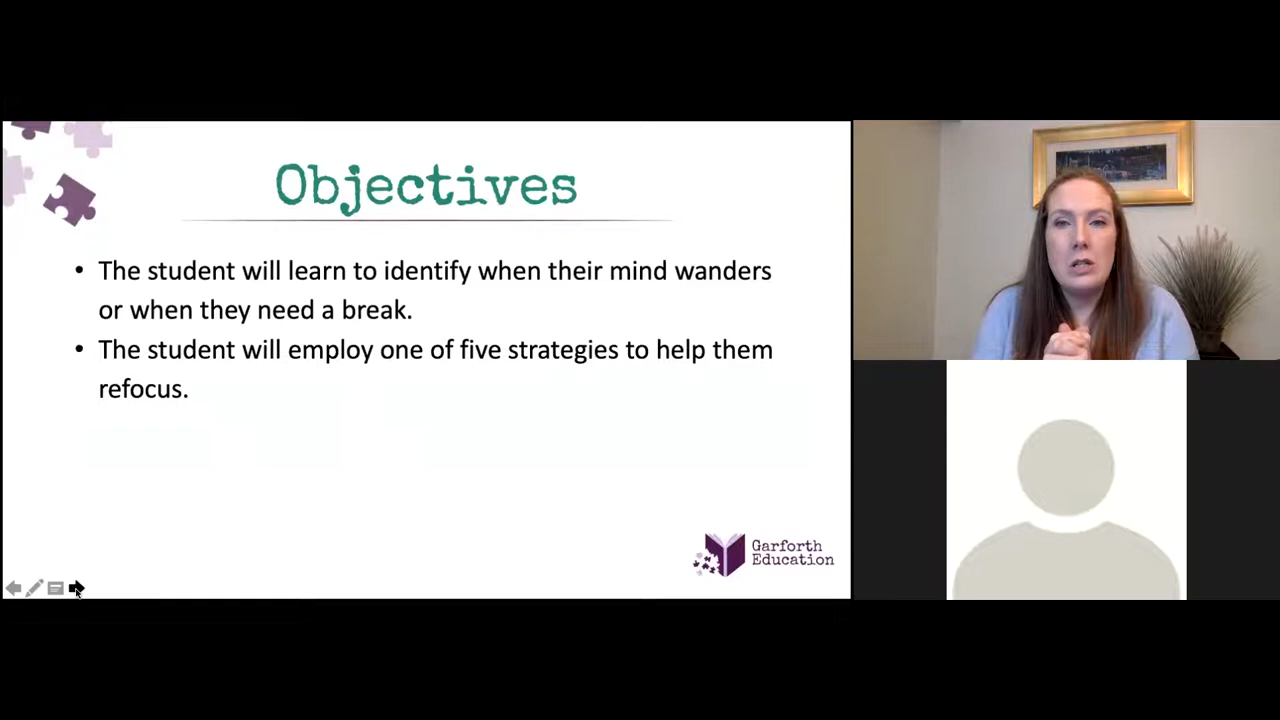 Objectives
• The student will learn to identify when their mind wanders
or when they need a break.
• The student will employ one of five strategies to help them
refocus.
Garforth
Education